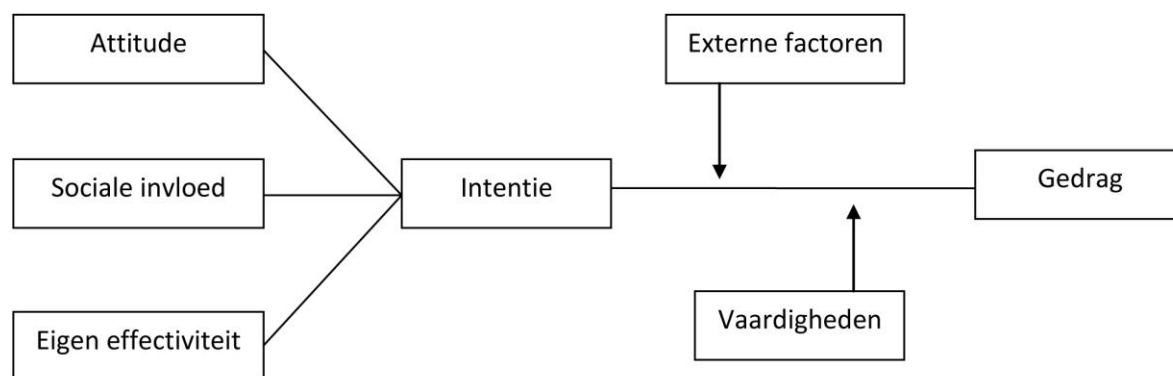 Attitude
Externe factoren
Sociale invloed
Intentie
Gedrag
Eigen effectiviteit
Vaardigheden